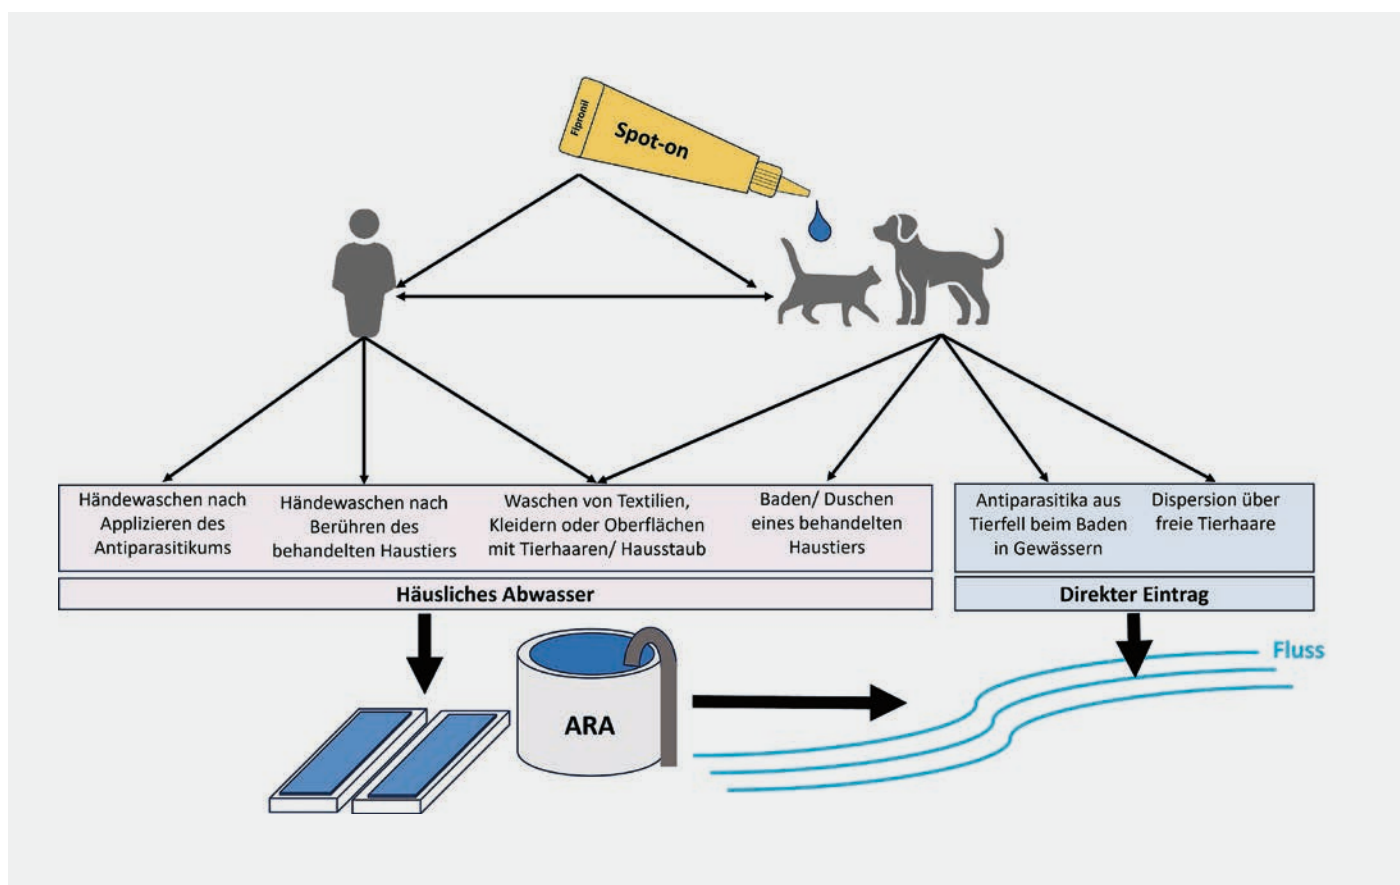 Fipronil
Spot-on
Händewaschen nach
Applizieren des
Antiparasitikums
Händewaschen nach
Berühren des
behandelten Haustiers
Waschen von Textilien,
Kleidern oder Oberflächen
mit Tierhaaren/ Hausstaub
Baden/ Duschen
eines behandelten
Haustiers
Antiparasitika aus
Tierfell beim Baden
in Gewässern
Dispersion über
freie Tierhaare
Häusliches Abwasser
Direkter Eintrag
Fluss
ARA